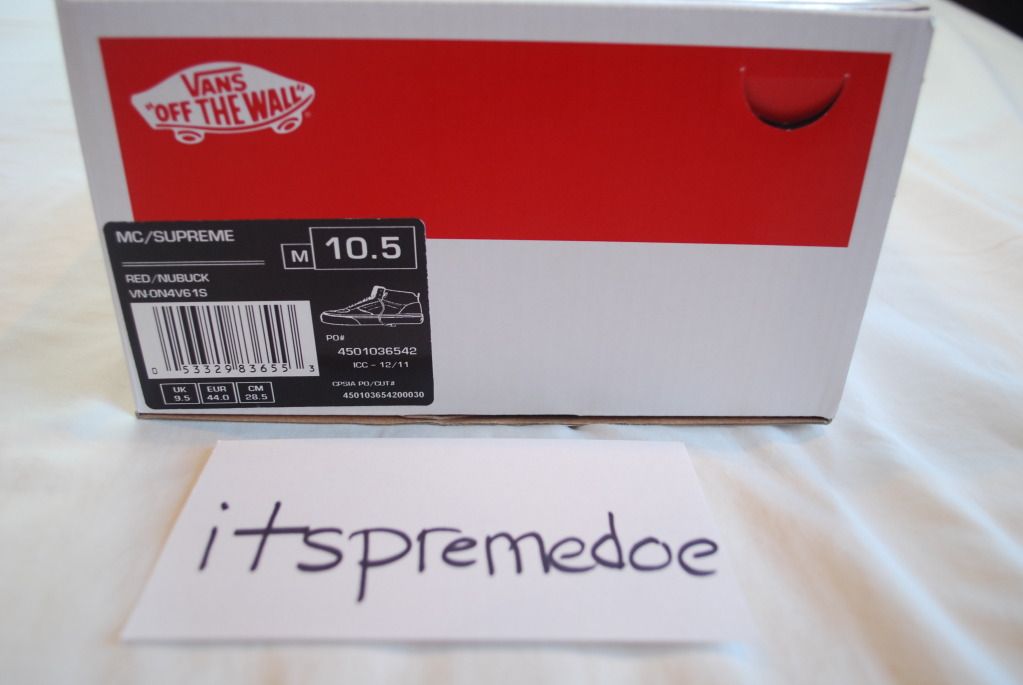 VANS
"OFF THE WALL"
MC/SUPREME
M 10.5
RED/NUBUCK
VN-0N4V61S
0 53329 83655 3
PO#
4501036542
ICC - 12/11
CPSIA PO/CUT#
450103654200030
UK EUR CM
9.5 44.0 28.5
itspremedoe